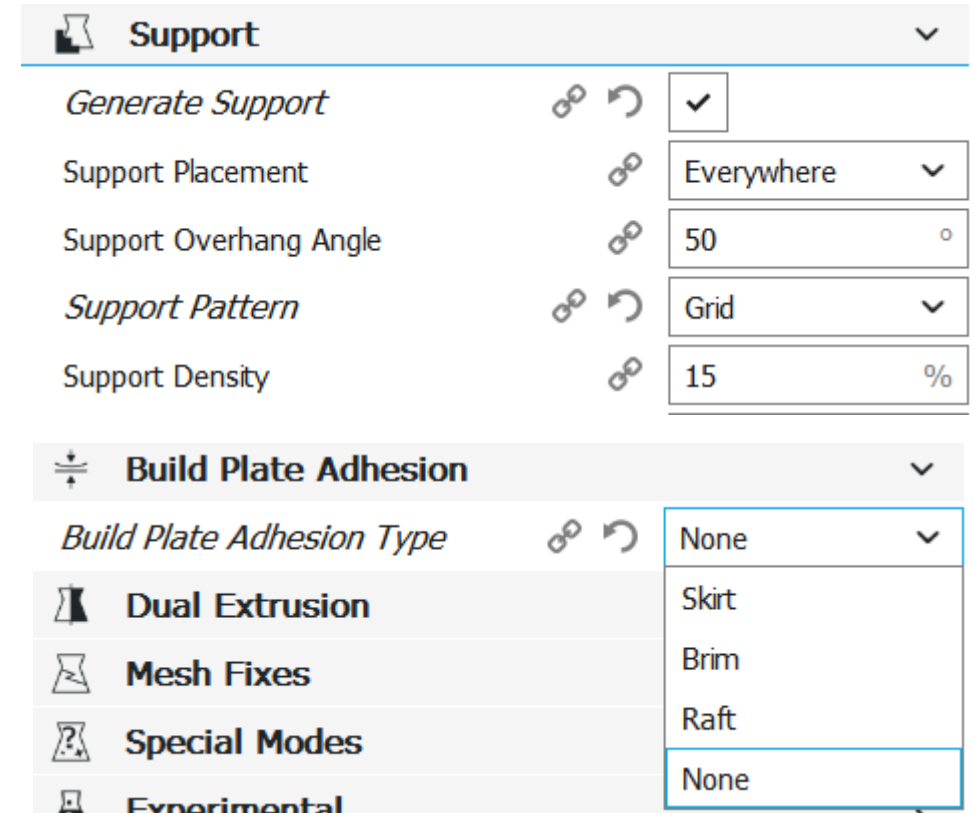 Support
Generate Support
Support Placement Everywhere
Support Overhang Angle 50 °
Support Pattern Grid
Support Density 15 %
Build Plate Adhesion
Build Plate Adhesion Type None
Dual Extrusion Skirt
Mesh Fixes Brim
Special Modes Raft
Experimental None